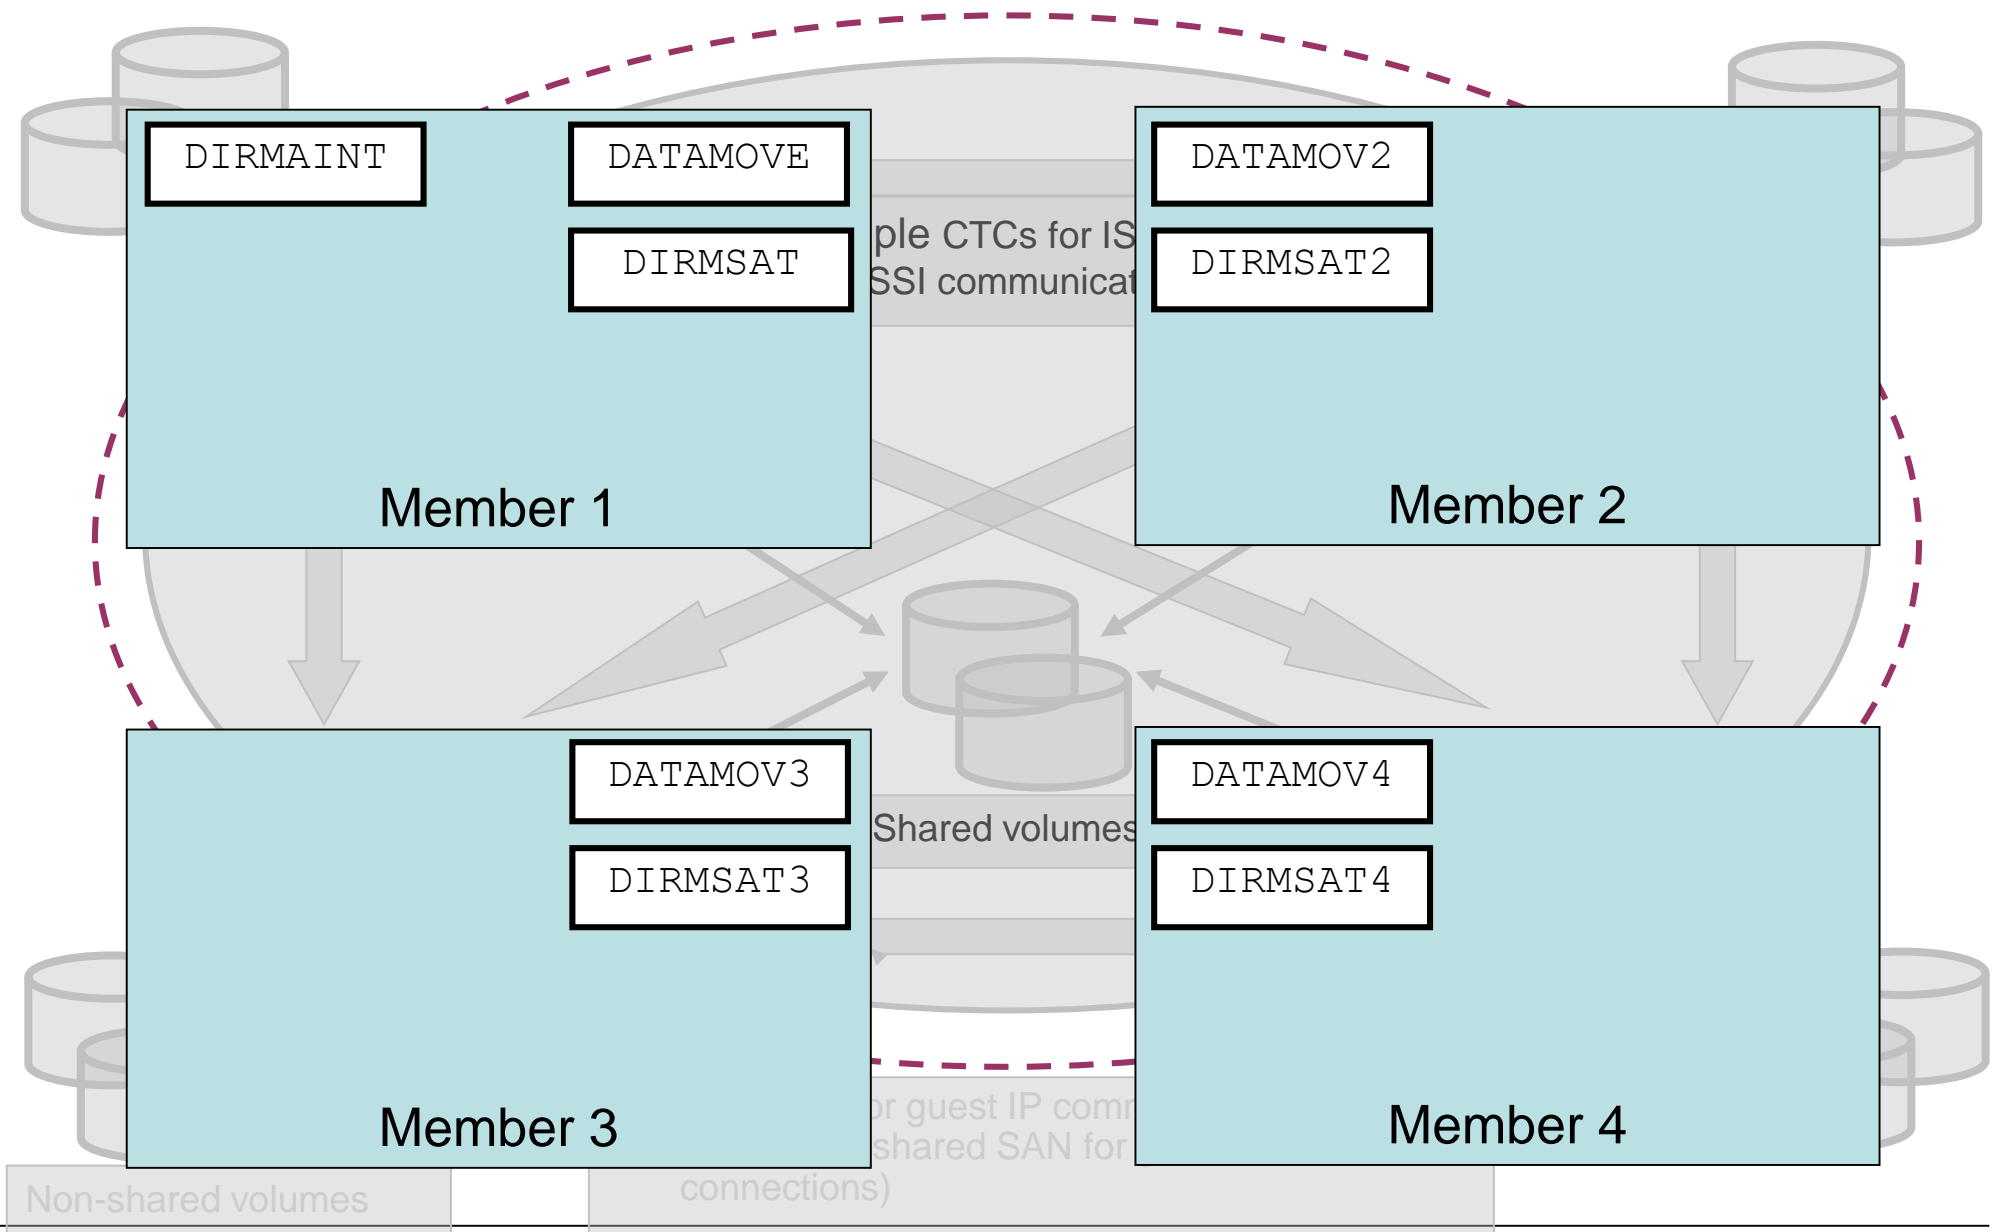 DIRMAINT
DATAMOVE
DATAMOV2
ple CTCs for IS
DIRMSAT
DIRMSAT2
SSI communicat
Member 1
Member 2
DATAMOV3
DATAMOV4
Shared volumes
DIRMSAT3
DIRMSAT4
or guest IP com
Member 3
Member 4
shared SAN for
connections)
Non-shared volumes